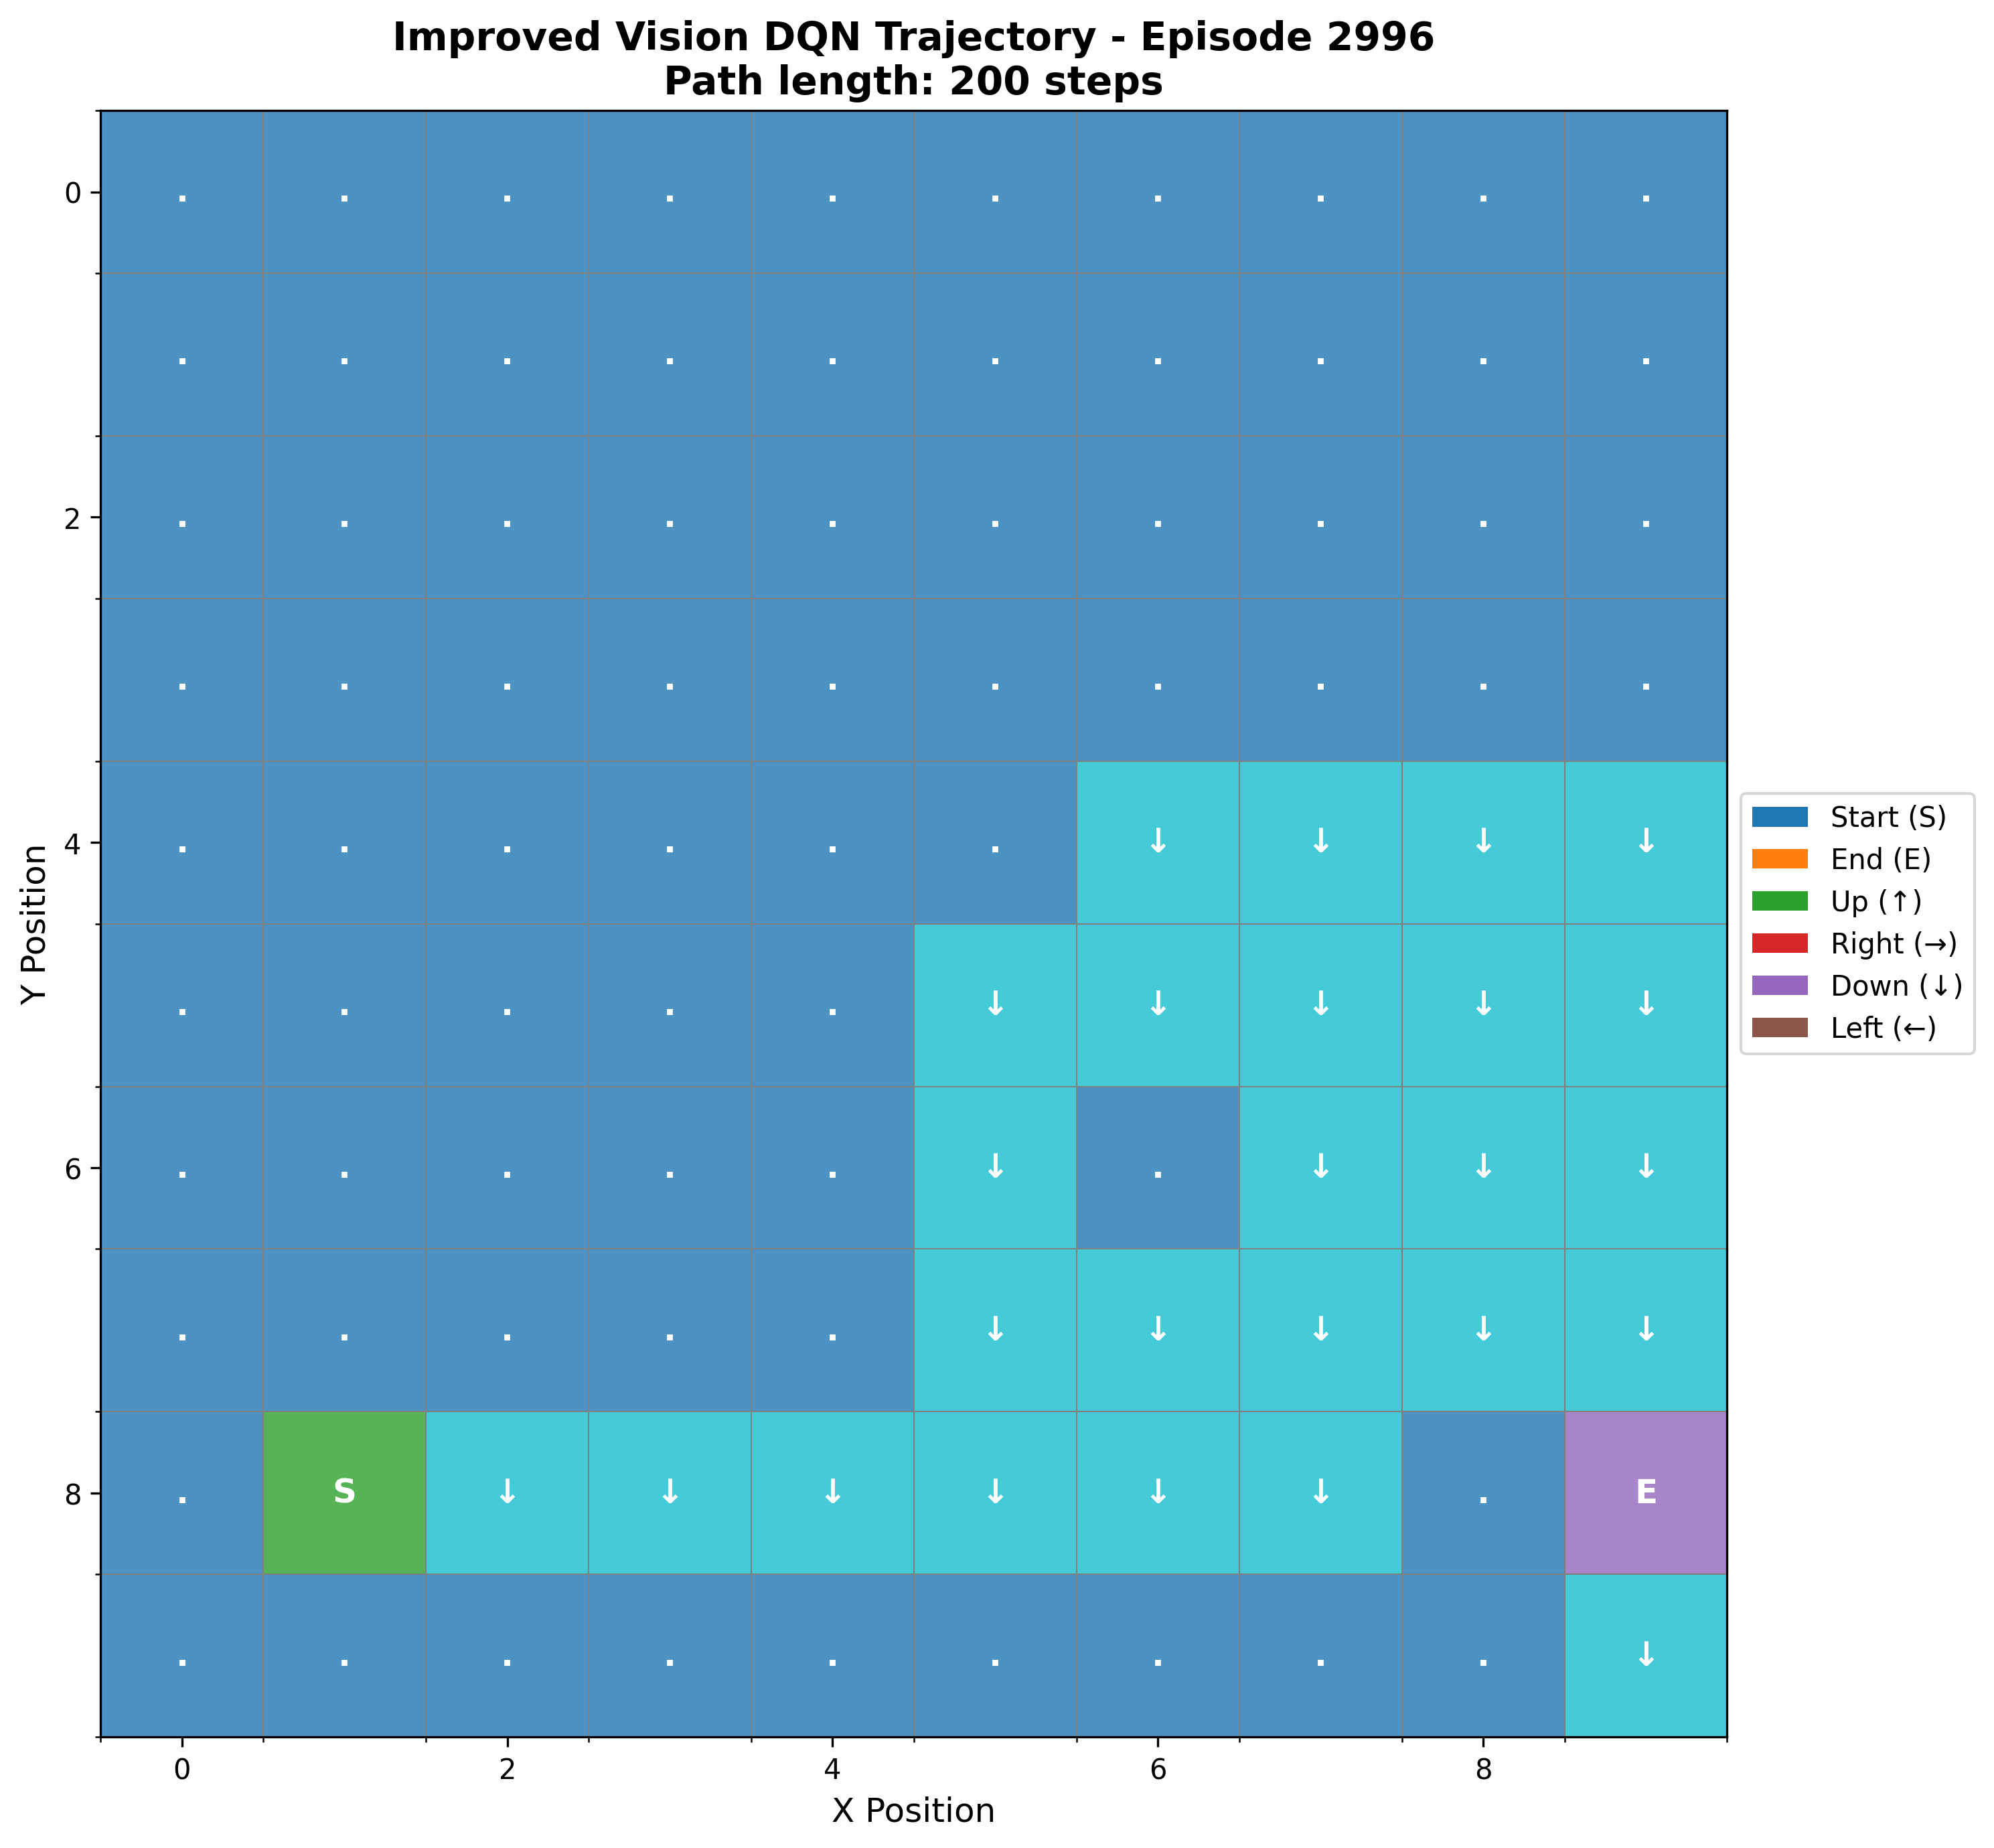 Improved Vision DQN Trajectory - Episode 2996
Path length: 200 steps
Y Position
0 . . . . . . . . . .
. . . . . . . . . .
2 . . . . . . . . . .
. . . . . . . . . .
4 . . . . . . ↓ ↓ ↓ ↓
. . . . . ↓ ↓ ↓ ↓ ↓
6 . . . . . ↓ . ↓ ↓ ↓
. . . . . ↓ ↓ ↓ ↓ ↓
8 . S ↓ ↓ ↓ ↓ ↓ ↓ . E
. . . . . . . . . ↓
0 2 4 6 8
X Position
Start (S)
End (E)
Up (↑)
Right (→)
Down (↓)
Left (←)